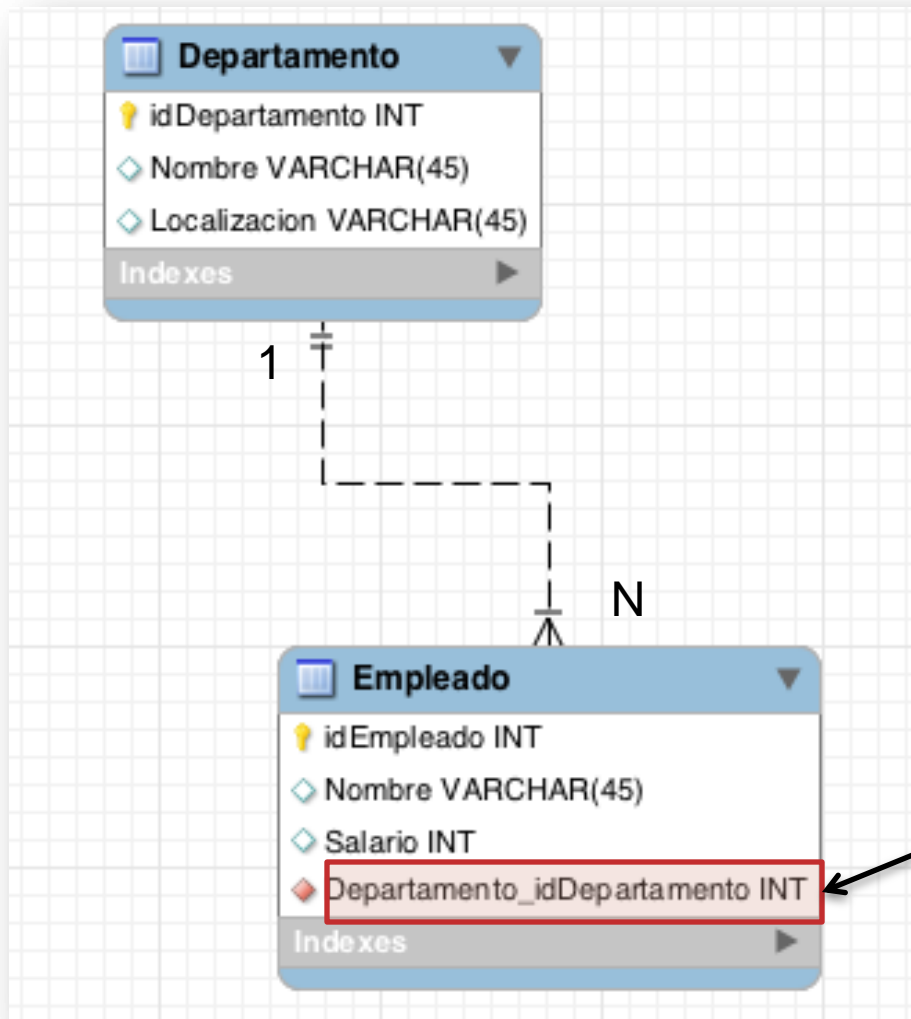 Departamento
idDepartamento INT
Nombre VARCHAR(45)
Localizacion VARCHAR(45)
Indexes
1
N
Empleado
idEmpleado INT
Nombre VARCHAR(45)
Salario INT
Departamento_idDepartamento INT
Indexes